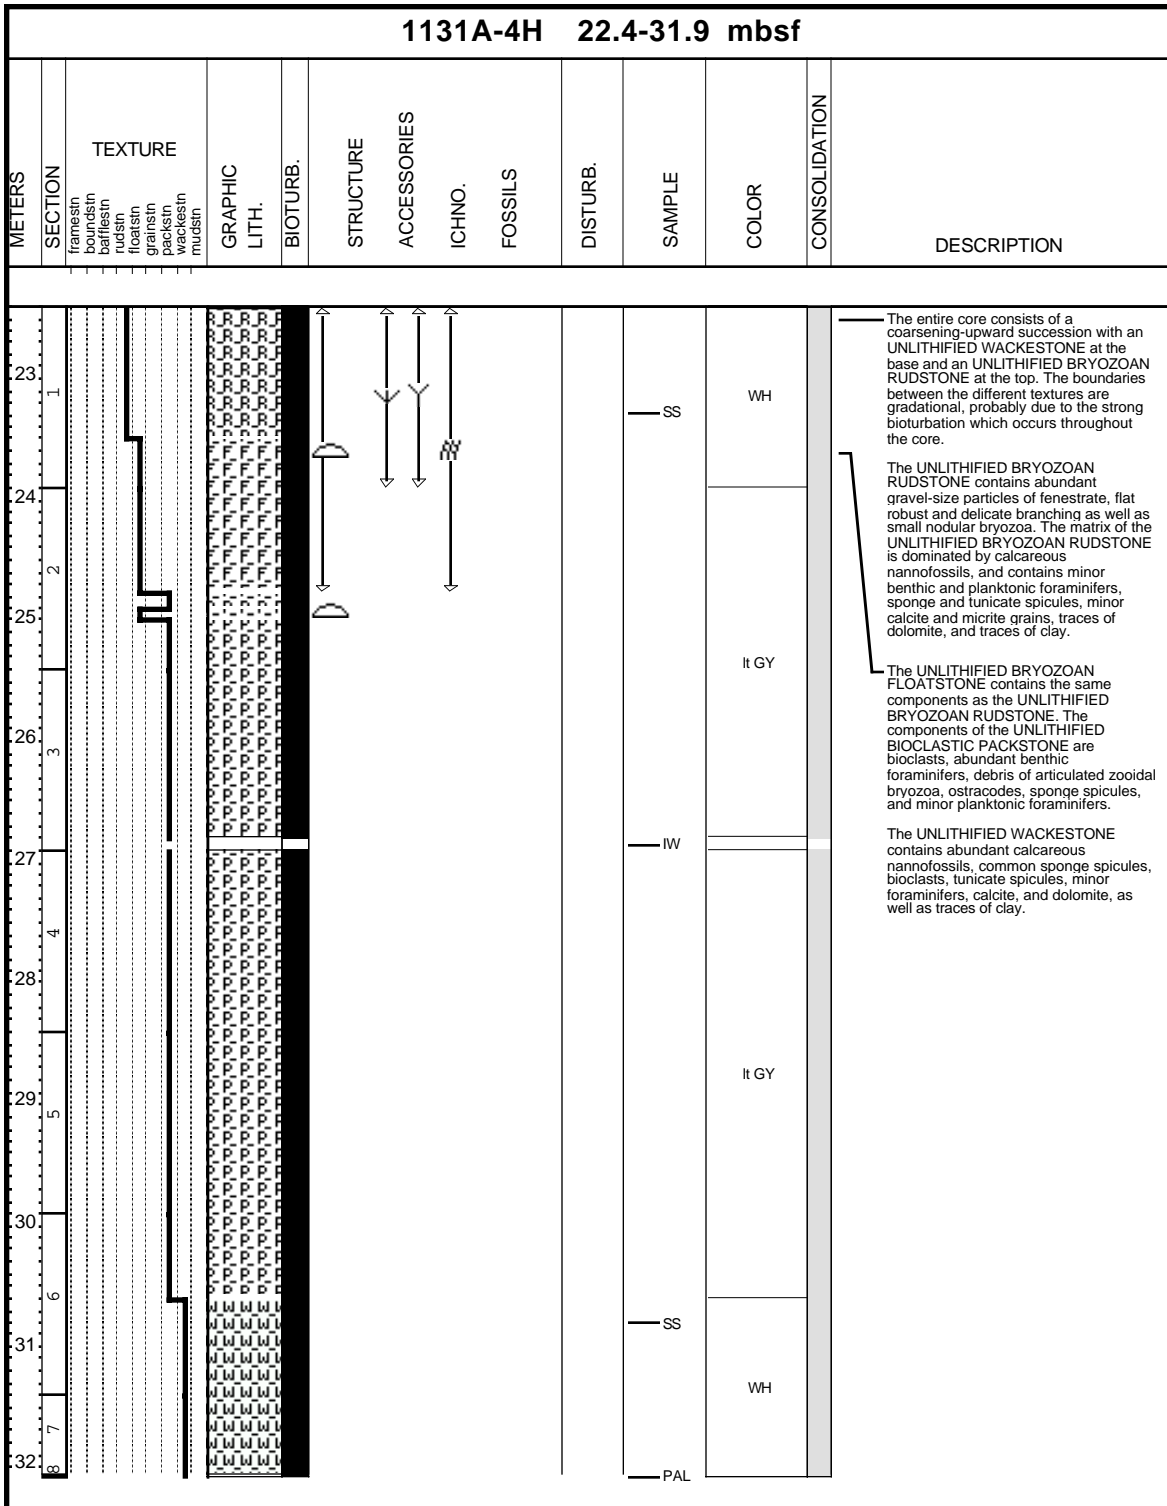 1131A-4H 22.4-31.9 mbsf
METERS
SECTION
TEXTURE
framestn
boundstn
bafflestn
rudstn
floatstn
grainstn
packstn
wackestn
mudstn
GRAPHIC
LITH.
BIOTURB.
STRUCTURE
ACCESSORIES
ICHNO.
FOSSILS
DISTURB.
SAMPLE
COLOR
CONSOLIDATION
DESCRIPTION
23
24
25
26
27
28
29
30
31
32
1
2
3
4
5
6
7
8
SS
IW
SS
PAL
WH
lt GY
lt GY
WH
The entire core consists of a
coarsening-upward succession with an
UNLITHIFIED WACKESTONE at the
base and an UNLITHIFIED BRYOZOAN
RUDSTONE at the top. The boundaries
between the different textures are
gradational, probably due to the strong
bioturbation which occurs throughout
the core.
The UNLITHIFIED BRYOZOAN
RUDSTONE contains abundant
gravel-size particles of fenestrate, flat
robust and delicate branching as well as
small nodular bryozoa. The matrix of the
UNLITHIFIED BRYOZOAN RUDSTONE
is dominated by calcareous
nannofossils, and contains minor
benthic and planktonic foraminifers,
sponge and tunicate spicules, minor
calcite and micrite grains, traces of
dolomite, and traces of clay.
The UNLITHIFIED BRYOZOAN
FLOATSTONE contains the same
components as the UNLITHIFIED
BRYOZOAN RUDSTONE. The
components of the UNLITHIFIED
BIOCLASTIC PACKSTONE are
bioclasts, abundant benthic
foraminifers, debris of articulated zooidal
bryozoa, ostracodes, sponge spicules,
and minor planktonic foraminifers.
The UNLITHIFIED WACKESTONE
contains abundant calcareous
nannofossils, common sponge spicules,
bioclasts, tunicate spicules, minor
foraminifers, calcite, and dolomite, as
well as traces of clay.